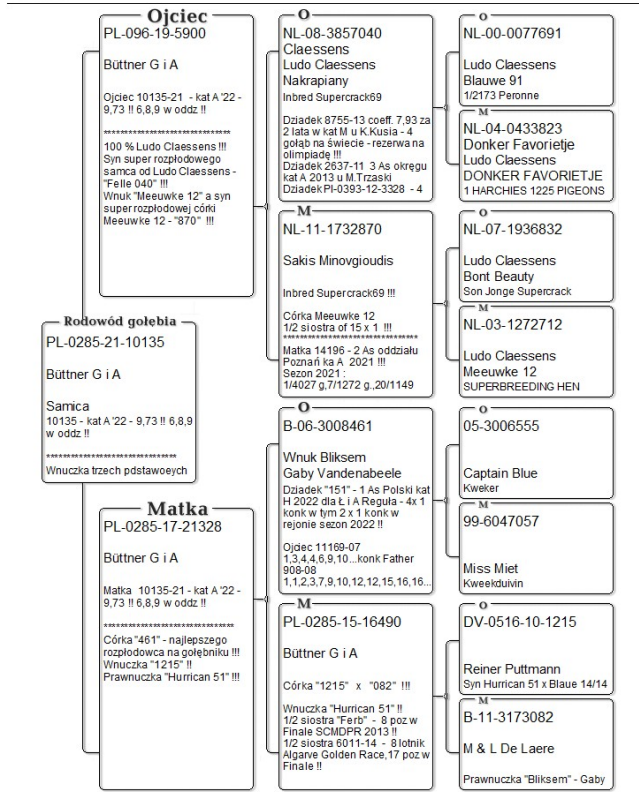 Rodowód gołębia
PL-0285-21-10135
Büttner G i A
Samica
10135 - kat A '22 - 9,73 !! 6,8,9
w oddz !!
******************************
Wnuczka trzech pdstawoeych
Ojciec
PL-096-19-5900
Büttner G i A
Ojciec 10135-21 - kat A '22 -
9,73 !! 6,8,9 w oddz !!
*****************************
100 % Ludo Claessens !!!
Syn super rozpłodowego
samca od Ludo Claessens -
"Felle 040" !!!
Wnuk "Meeuwke 12" a syn
super rozpłodowej córki
Meeuwke 12 - "870" !!!
Matka
PL-0285-17-21328
Büttner G i A
Matka 10135-21 - kat A '22 -
9,73 !! 6,8,9 w oddz !!
******************************
Córka "461" - najlepszego
rozpłodowca na gołębniku !!!
Wnuczka "1215" !!
Prawnuczka "Hurrican 51" !!!
O
NL-08-3857040
Claessens
Ludo Claessens
Nakrapiany
Inbred Supercrack69
Dziadek 8755-13 coeff. 7,93 za
2 lata w kat M u K.Kusia - 4
gołąb na świecie - rezerwa na
olimpiadę !!!
Dziadek 2637-11 3 As okręgu
kat A 2013 u M.Trzaski
Dziadek Pl-0393-12-3328 - 4
M
NL-11-1732870
Sakis Minovgioudis
Inbred Supercrack69 !!!
Córka Meeuwke 12
1/2 siostra of 15 x 1 !!!
*******************************
Matka 14196 - 2 As oddziału
Poznań ka A 2021 !!!
Sezon 2021 :
1/4027 g,7/1272 g.,20/1149
O
B-06-3008461
Wnuk Bliksem
Gaby Vandenabeele
Dziadek "151" - 1 As Polski kat
H 2022 dla Ł i A Reguła - 4x 1
konk w tym 2 x 1 konk w
rejonie sezon 2022 !!
Ojciec 11169-07
1,3,4,4,6,9,10...konk Father
908-08
1,1,2,3,7,9,10,12,12,15,16,16...
M
PL-0285-15-16490
Büttner G i A
Córka "1215" x "082" !!!
Wnuczka "Hurrican 51" !!
1/2 siostra "Ferb" - 8 poz w
Finale SCMDPR 2013 !!
1/2 siostra 6011-14 - 8 lotnik
Algarve Golden Race,17 poz w
Finale !!
O
NL-00-0077691
Ludo Claessens
Blauwe 91
1/2173 Peronne
M
NL-04-0433823
Donker Favorietje
Ludo Claessens
DONKER FAVORIETJE
1 HARCHIES 1225 PIGEONS
O
NL-07-1936832
Ludo Claessens
Bont Beauty
Son Jonge Supercrack
M
NL-03-1272712
Ludo Claessens
Meeuwke 12
SUPERBREEDING HEN
O
05-3006555
Captain Blue
Kweker
M
99-6047057
Miss Miet
Kweekduivin
O
DV-0516-10-1215
Reiner Puttmann
Syn Hurrican 51 x Blaue 14/14
M
B-11-3173082
M & L De Laere
Prawnuczka "Bliksem" - Gaby